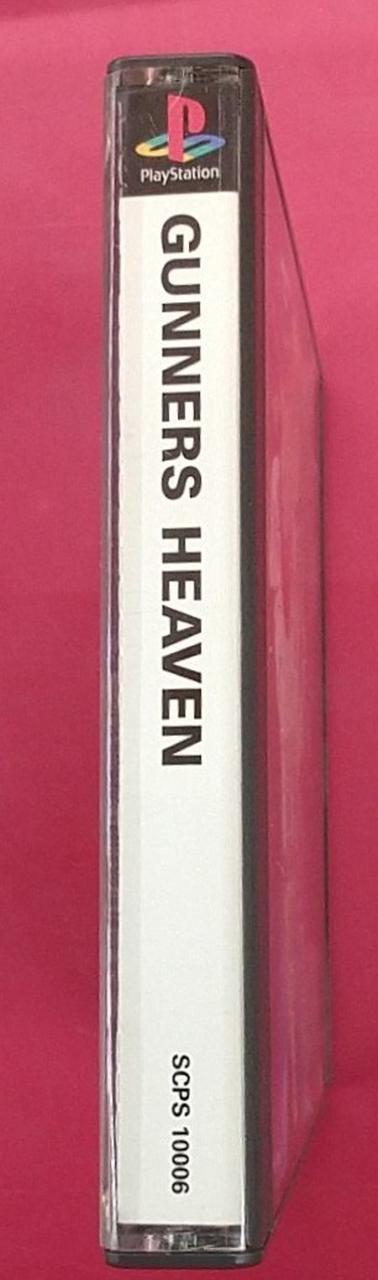 PlayStation
GUNNERS HEAVEN
SCPS 10006